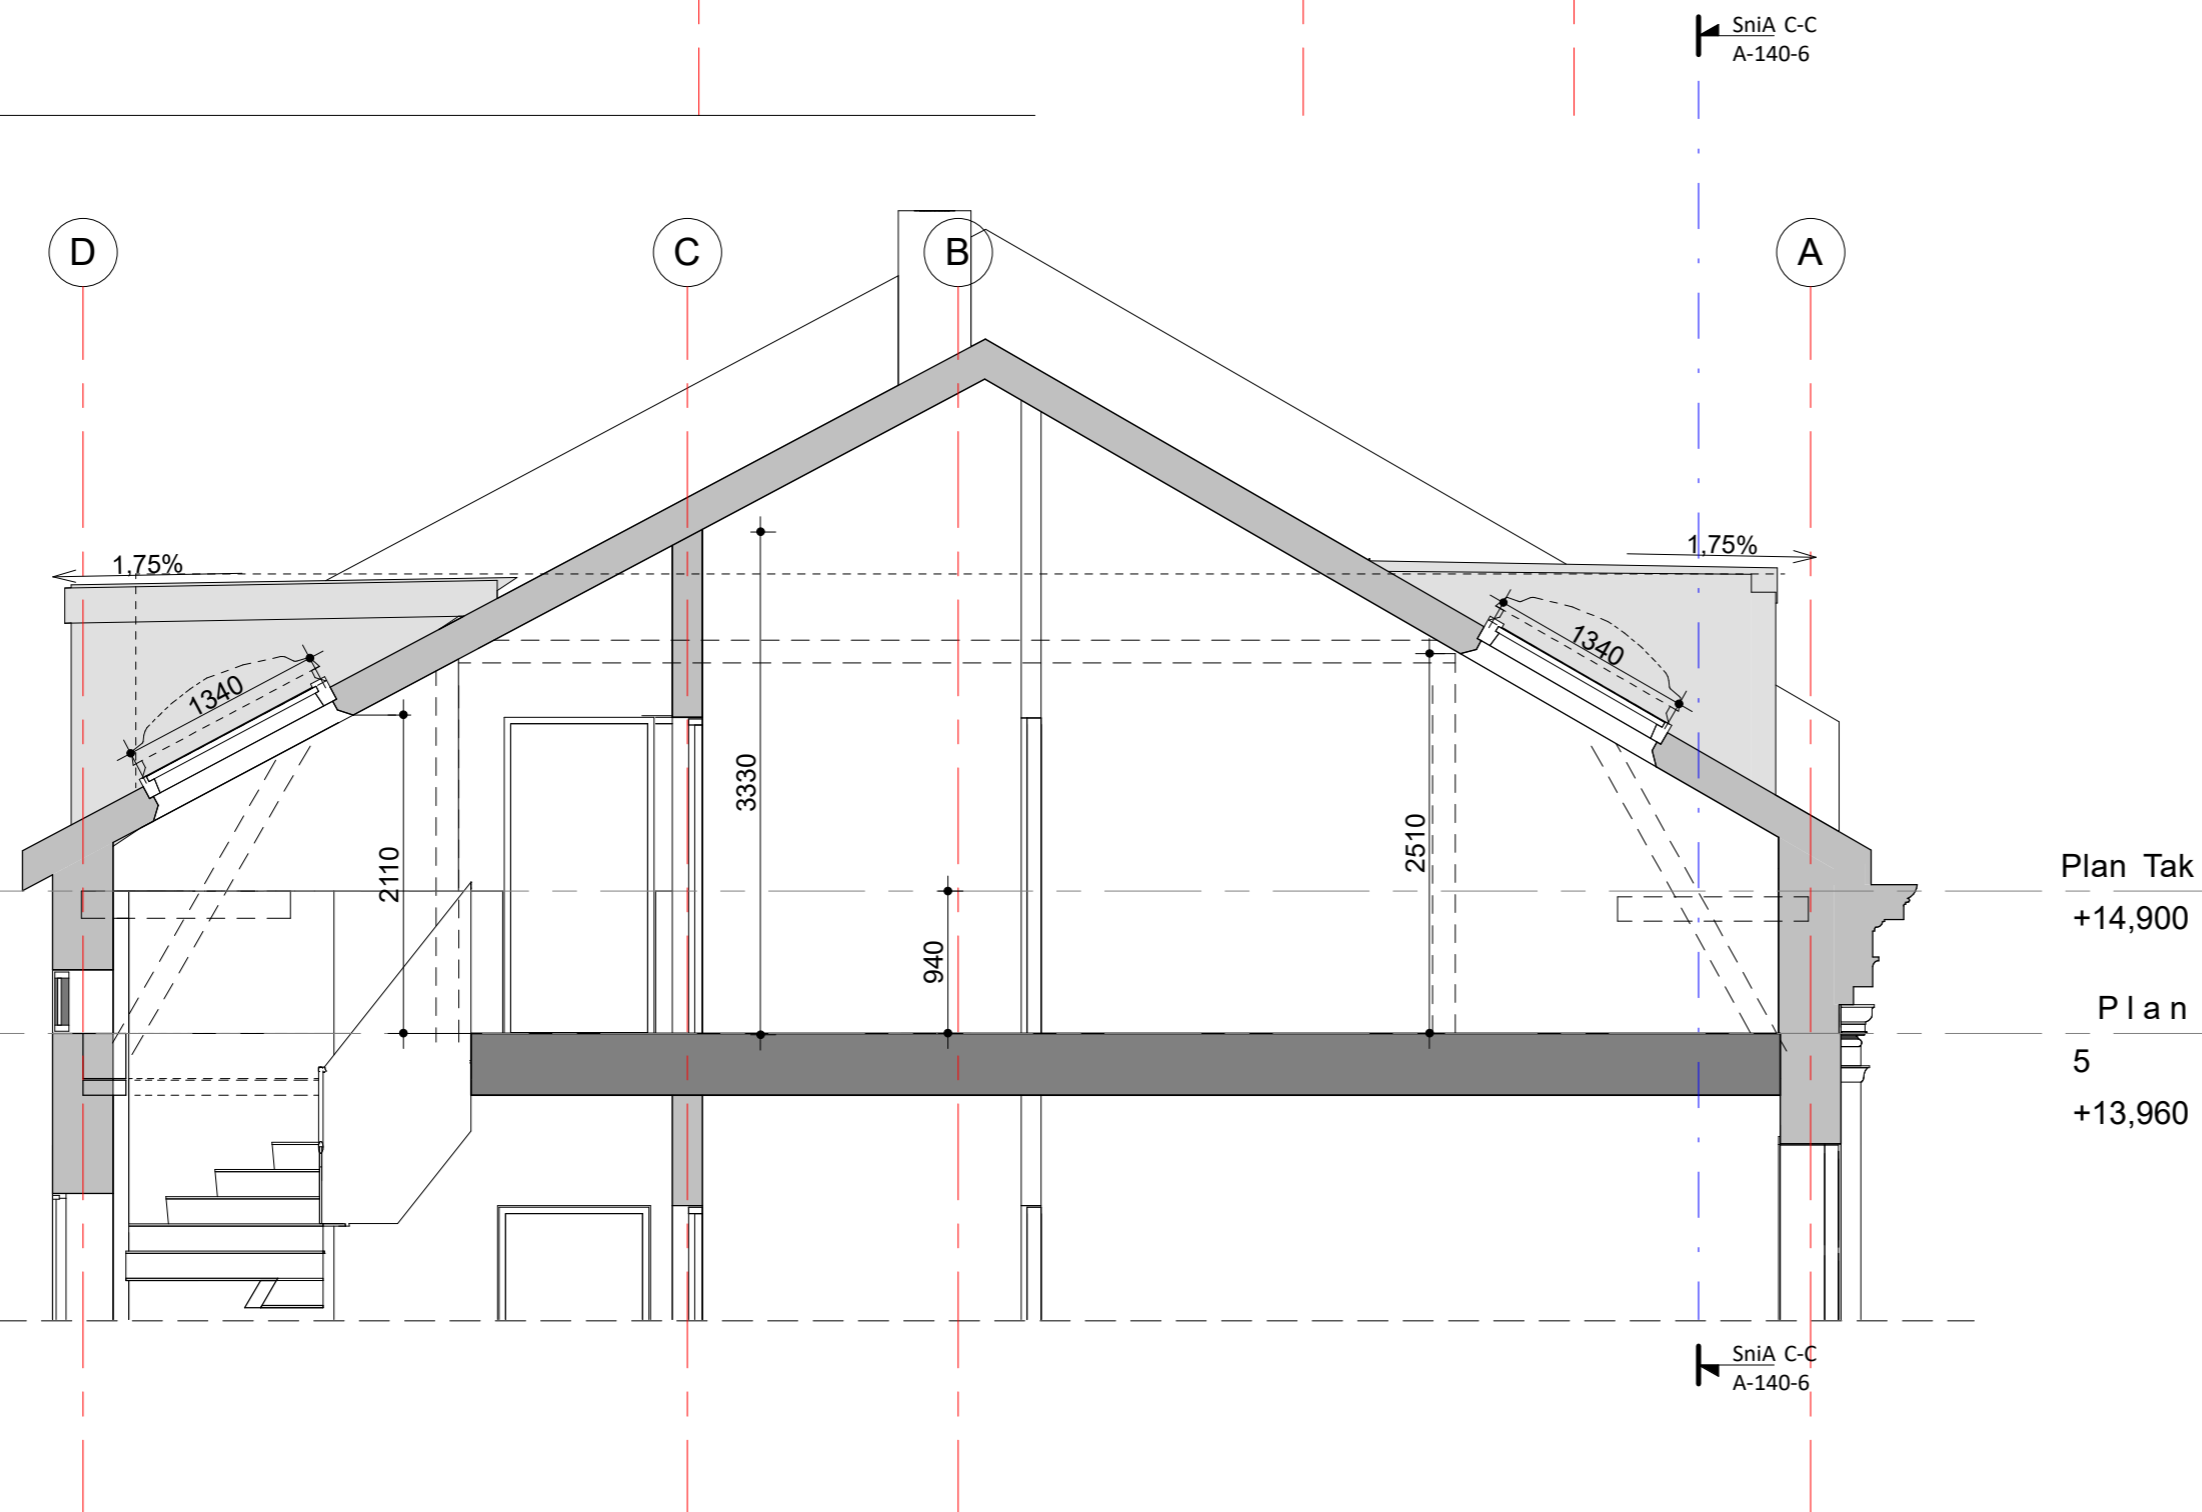 SniA C-C
A-140-6
D
C
B
A
1,75%
1,75%
1340
1340
3330
2110
2510
940
Plan Tak
+14,900
Plan
5
+13,960
SniA C-C
A-140-6